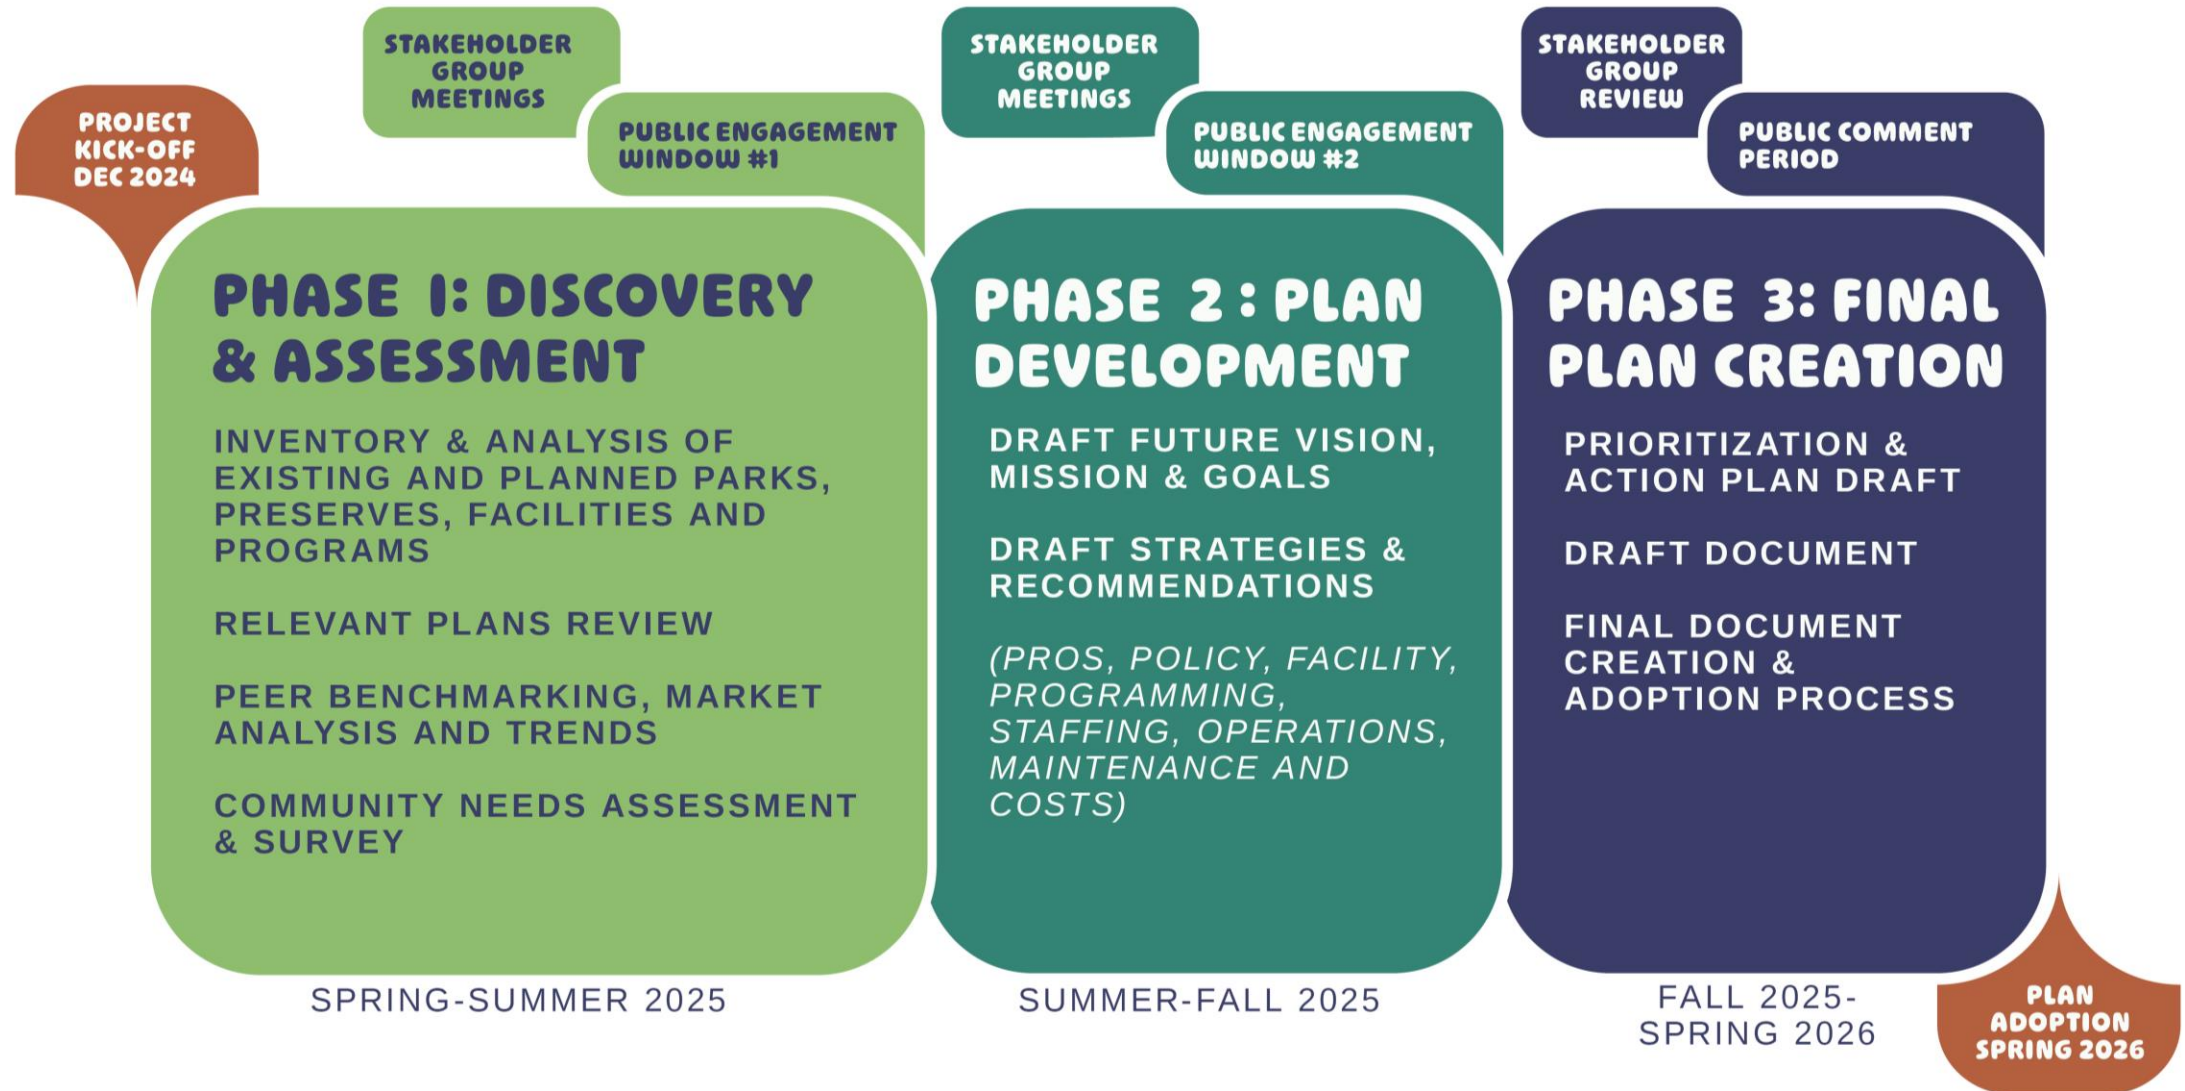 PROJECT
KICK-OFF
DEC 2024
STAKEHOLDER
GROUP
MEETINGS
PUBLIC ENGAGEMENT
WINDOW #1
PHASE 1: DISCOVERY
& ASSESSMENT
INVENTORY & ANALYSIS OF
EXISTING AND PLANNED PARKS,
PRESERVES, FACILITIES AND
PROGRAMS
RELEVANT PLANS REVIEW
PEER BENCHMARKING, MARKET
ANALYSIS AND TRENDS
COMMUNITY NEEDS ASSESSMENT
& SURVEY
SPRING-SUMMER 2025
STAKEHOLDER
GROUP
MEETINGS
PUBLIC ENGAGEMENT
WINDOW #2
PHASE 2: PLAN
DEVELOPMENT
DRAFT FUTURE VISION,
MISSION & GOALS
DRAFT STRATEGIES &
RECOMMENDATIONS
(PROS, POLICY, FACILITY,
PROGRAMMING,
STAFFING, OPERATIONS,
MAINTENANCE AND
COSTS)
SUMMER-FALL 2025
STAKEHOLDER
GROUP
REVIEW
PUBLIC COMMENT
PERIOD
PHASE 3: FINAL
PLAN CREATION
PRIORITIZATION &
ACTION PLAN DRAFT
DRAFT DOCUMENT
FINAL DOCUMENT
CREATION &
ADOPTION PROCESS
FALL 2025-
SPRING 2026
PLAN
ADOPTION
SPRING 2026